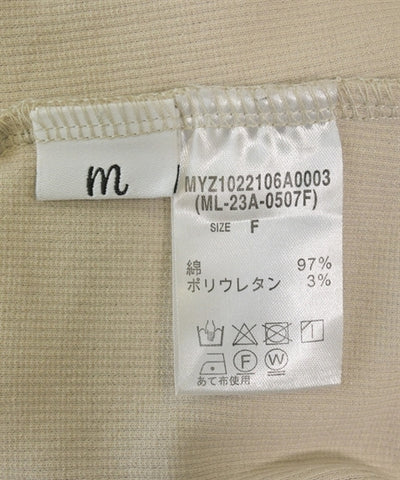 m
MYZ1022106A0003
(ML-23A-0507F)
SIZE F
綿 97%
ポリウレタン 3%
F W
あて布使用